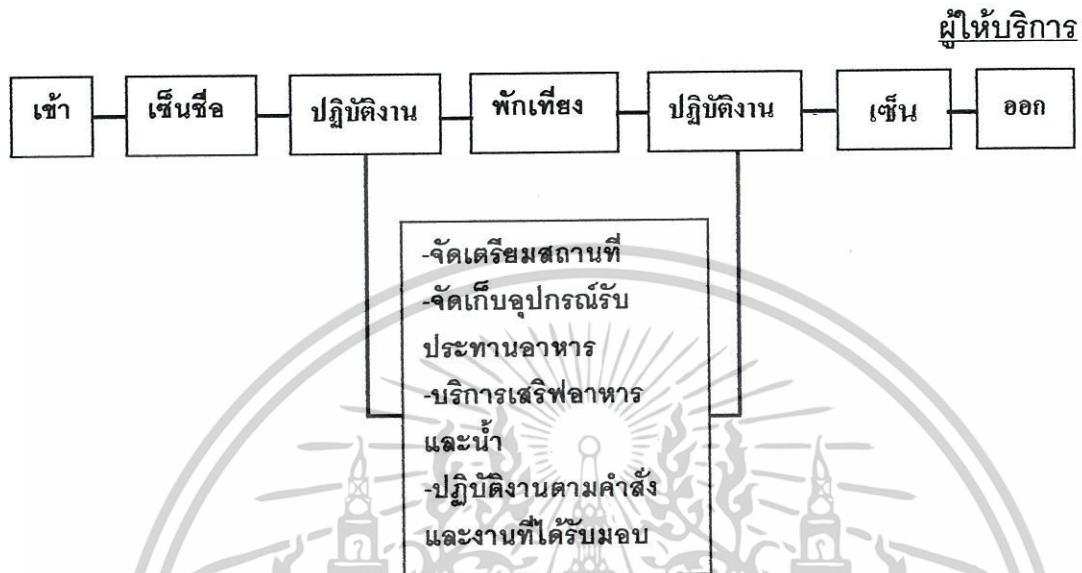 ผู้ให้บริการ
เข้า เซ็นชื่อ ปฏิบัติงาน พักเที่ยง ปฏิบัติงาน เซ็น ออก
-จัดเตรียมสถานที่
-จัดเก็บอุปกรณ์รับ
ประทานอาหาร
-บริการเสริฟอาหาร
และน้ำ
-ปฏิบัติงานตามคำสั่ง
และงานที่ได้รับมอบ